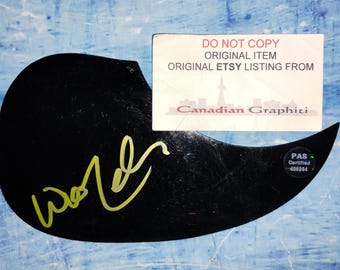 DO NOT COPY
ORIGINAL ITEM
ORIGINAL ETSY LISTING FROM
Canadian Graphiti
PAS
Certified